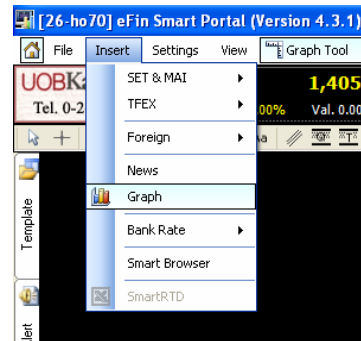 [26-ho70] eFin Smart Portal (Version 4.3.1)
File Insert Settings View Graph Tool
UOBK
SET & MAI
1,405
Tel. 0-2
TFEX
00% Val. 0.00
Foreign
News
Graph
Template
Bank Rate
Smart Browser
SmartRTD